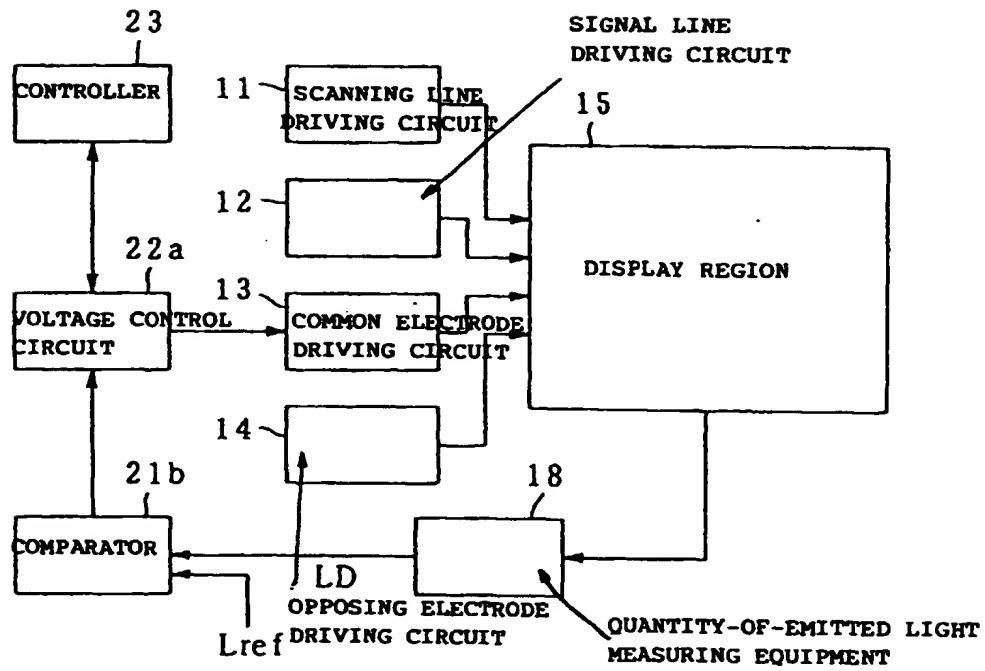 23
CONTROLLER
11
SCANNING LINE
DRIVING CIRCUIT
SIGNAL LINE
DRIVING CIRCUIT
15
12
22a
VOLTAGE CONTROL
CIRCUIT
13
COMMON ELECTRODE
DRIVING CIRCUIT
DISPLAY REGION
14
21b
COMPARATOR
18
LD
OPPOSING ELECTRODE
DRIVING CIRCUIT
Lref
QUANTITY-OF-EMITTED LIGHT
MEASURING EQUIPMENT